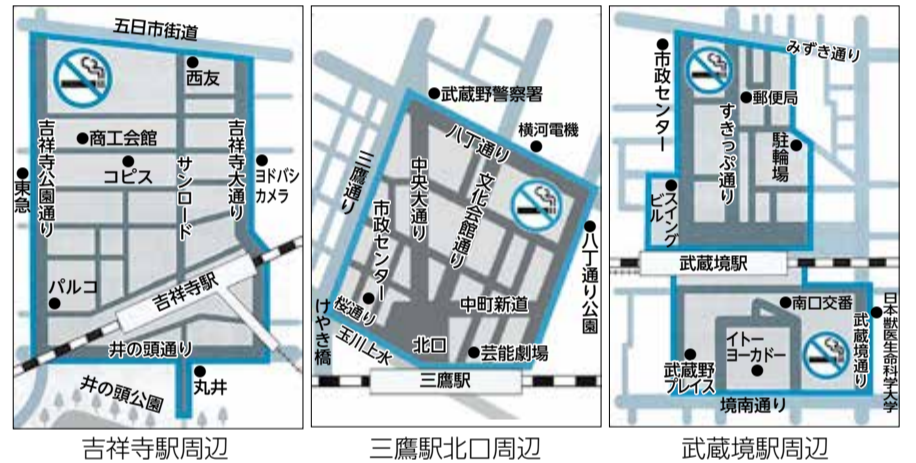 五日市街道
西友
商工会館
コピス
吉祥寺公園通り
サンロード
吉祥寺大通り
ヨドバシ
カメラ
東急
パルコ
吉祥寺駅
井の頭通り
丸井
井の頭公園
吉祥寺駅周辺
武蔵野警察署
八丁通り
横河電機
三鷹通り
中央大通り
文化会館通り
市政センター
八丁通り公園
中町新道
桜通り
けやき橋
玉川上水
北口
芸能劇場
三鷹駅
三鷹駅北口周辺
みずき通り
市政センター
郵便局
すきっぷ通り
駐輪場
スイング
ビル
武蔵境駅
南口交番
イトー
ヨーカドー
武蔵野
プレイス
武蔵境通り
日本獣医生命科学大学
境南通り
武蔵境駅周辺